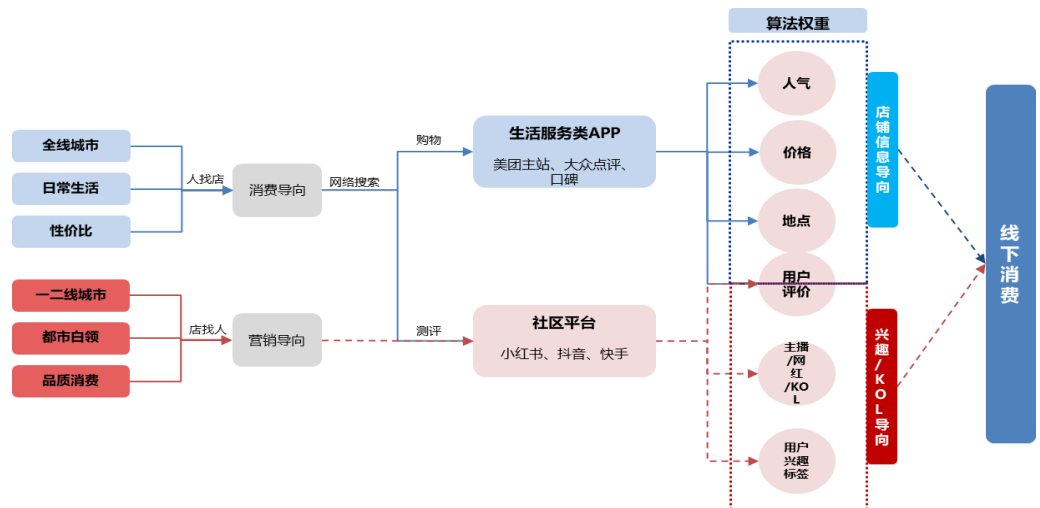 算法权重
全线城市
日常生活
性价比
人找店
消费导向
网络搜索
购物
生活服务类APP
美团主站、大众点评、
口碑
人气
价格
地点
用户
评价
店铺信息导向
一二线城市
都市白领
品质消费
店找人
营销导向
测评
社区平台
小红书、抖音、快手
主播
/网
红
/KO
L
用户
兴趣
标签
兴趣/KOL导向
线下消费